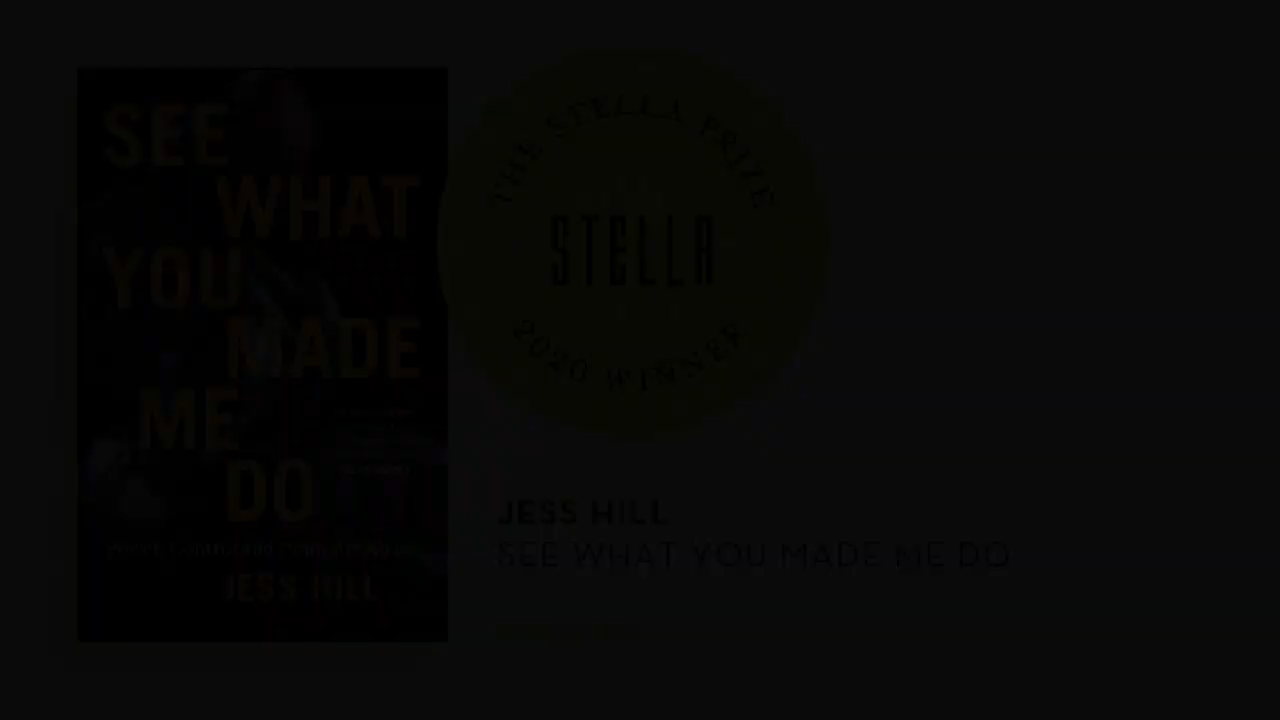 SEE
WHAT
YOU
MADE
ME
DO
JESS HILL
THE STELLA PRIZE
STELLA
2020 WINNER
JESS HILL
SEE WHAT YOU MADE ME DO